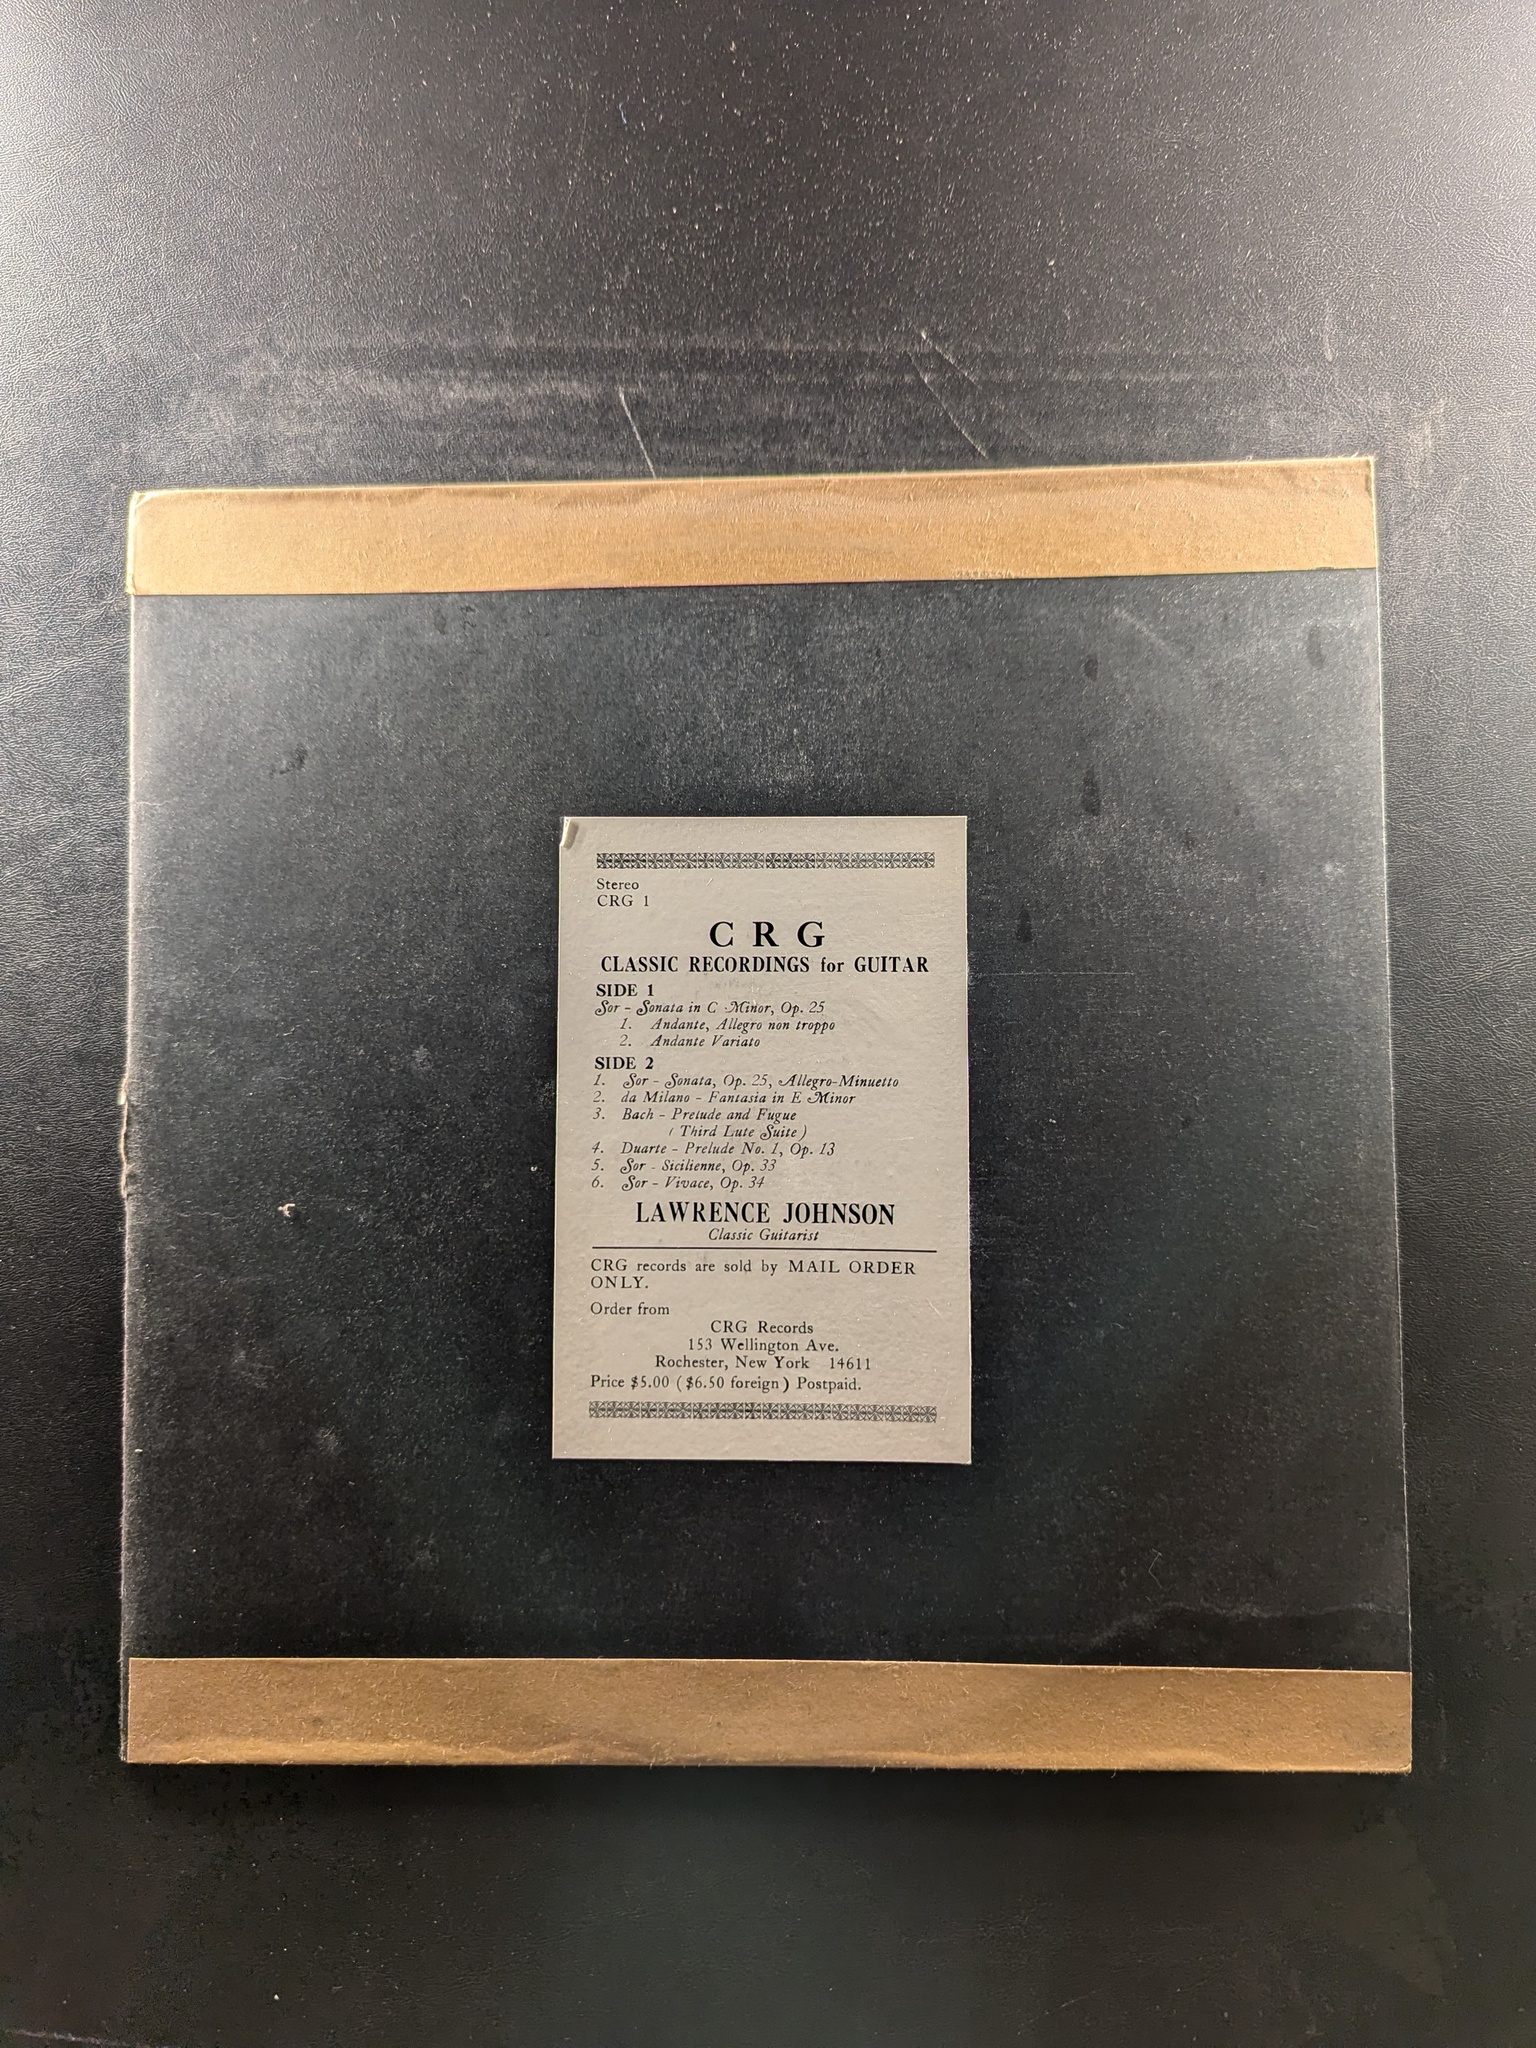 Stereo
CRG 1
C R G
CLASSIC RECORDINGS for GUITAR
SIDE 1
Sor - Sonata in C Minor, Op. 25
1. Andante, Allegro non troppo
2. Andante Variato
SIDE 2
1. Sor - Sonata, Op. 25, Allegro-Minuetto
2. da Milano - Fantasia in E Minor
3. Bach - Prelude and Fugue
( Third Lute Suite )
4. Duarte - Prelude No. 1, Op. 13
5. Sor - Sicilienne, Op. 33
6. Sor - Vivace, Op. 34
LAWRENCE JOHNSON
Classic Guitarist
CRG records are sold by MAIL ORDER
ONLY.
Order from
CRG Records
153 Wellington Ave.
Rochester, New York 14611
Price $5.00 ( $6.50 foreign ) Postpaid.